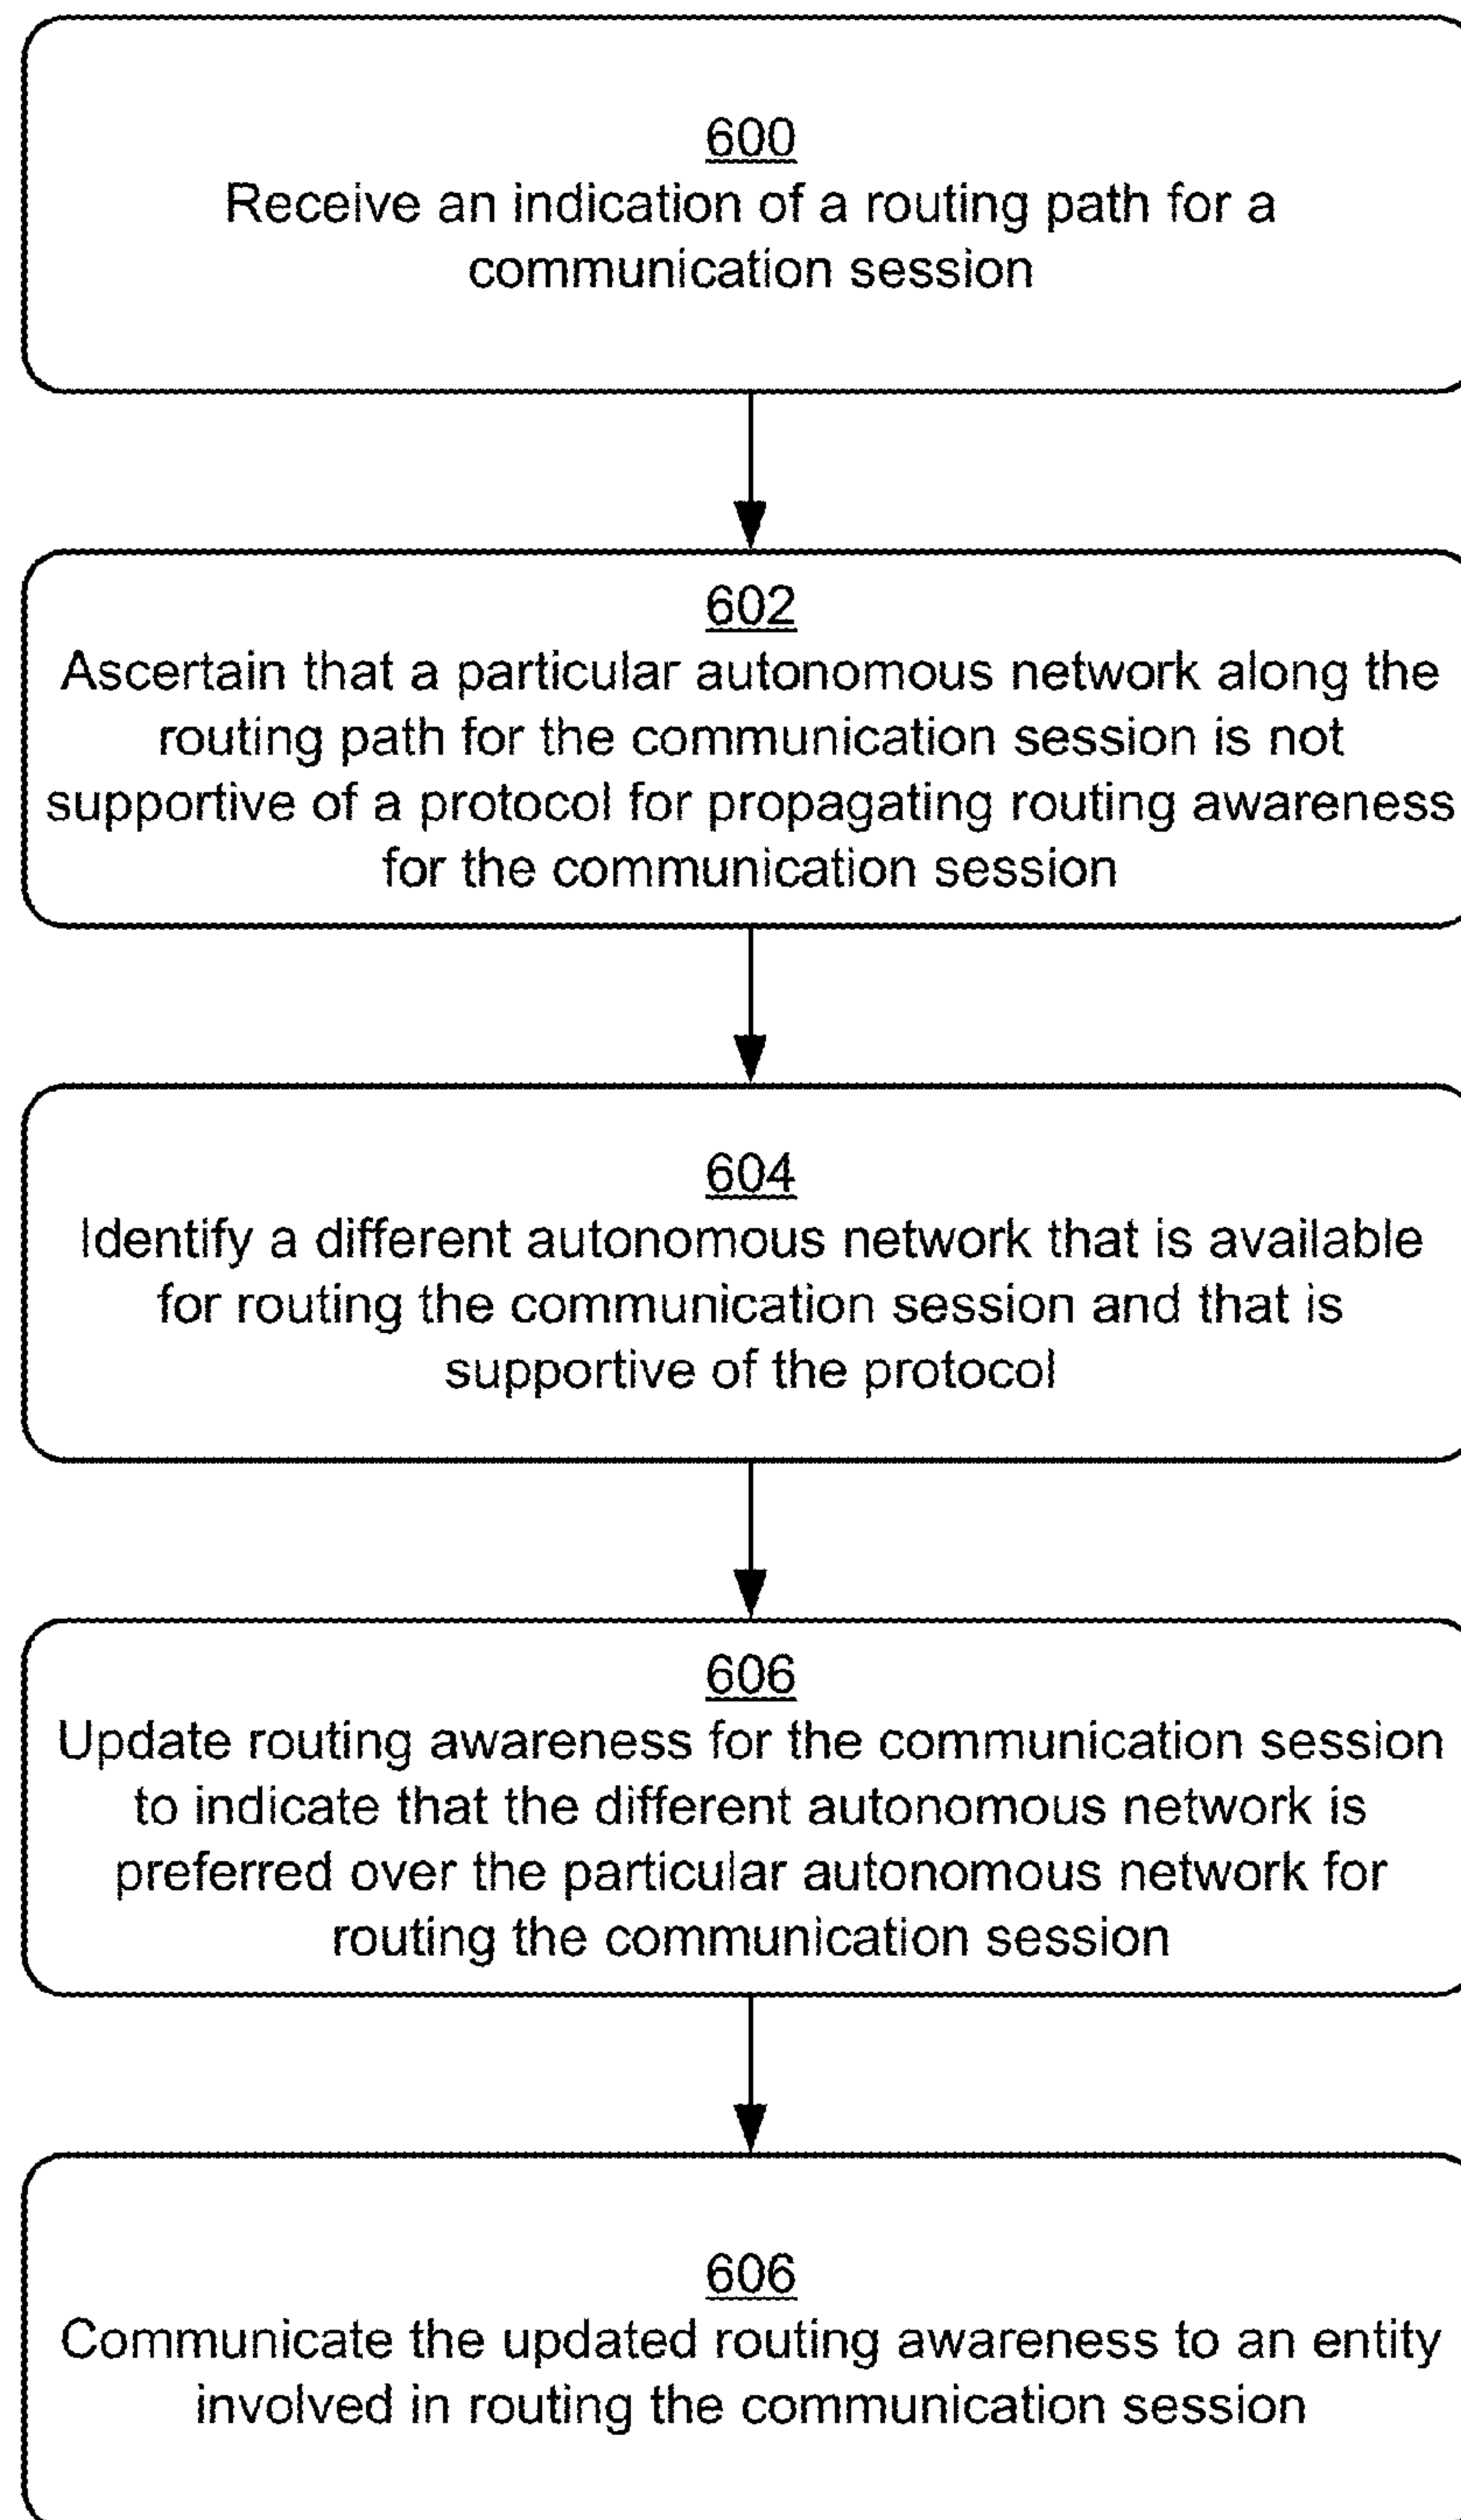 600
Receive an indication of a routing path for a
communication session
602
Ascertain that a particular autonomous network along the
routing path for the communication session is not
supportive of a protocol for propagating routing awareness
for the communication session
604
Identify a different autonomous network that is available
for routing the communication session and that is
supportive of the protocol
606
Update routing awareness for the communication session
to indicate that the different autonomous network is
preferred over the particular autonomous network for
routing the communication session
606
Communicate the updated routing awareness to an entity
involved in routing the communication session